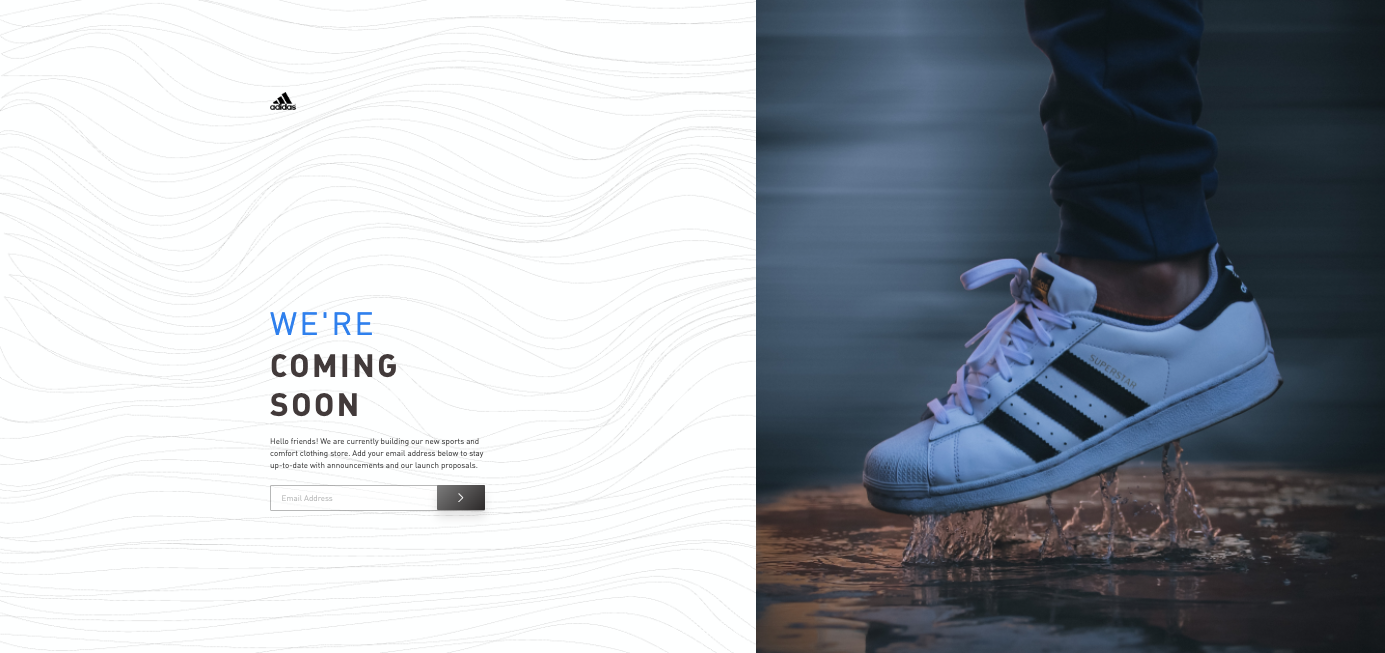 adidas
WE'RE
COMING
SOON
Hello friends! We are currently building our new sports and
comfort clothing store. Add your email address below to stay
up-to-date with announcements and our launch proposals.
Email Address
SUPERSTAR